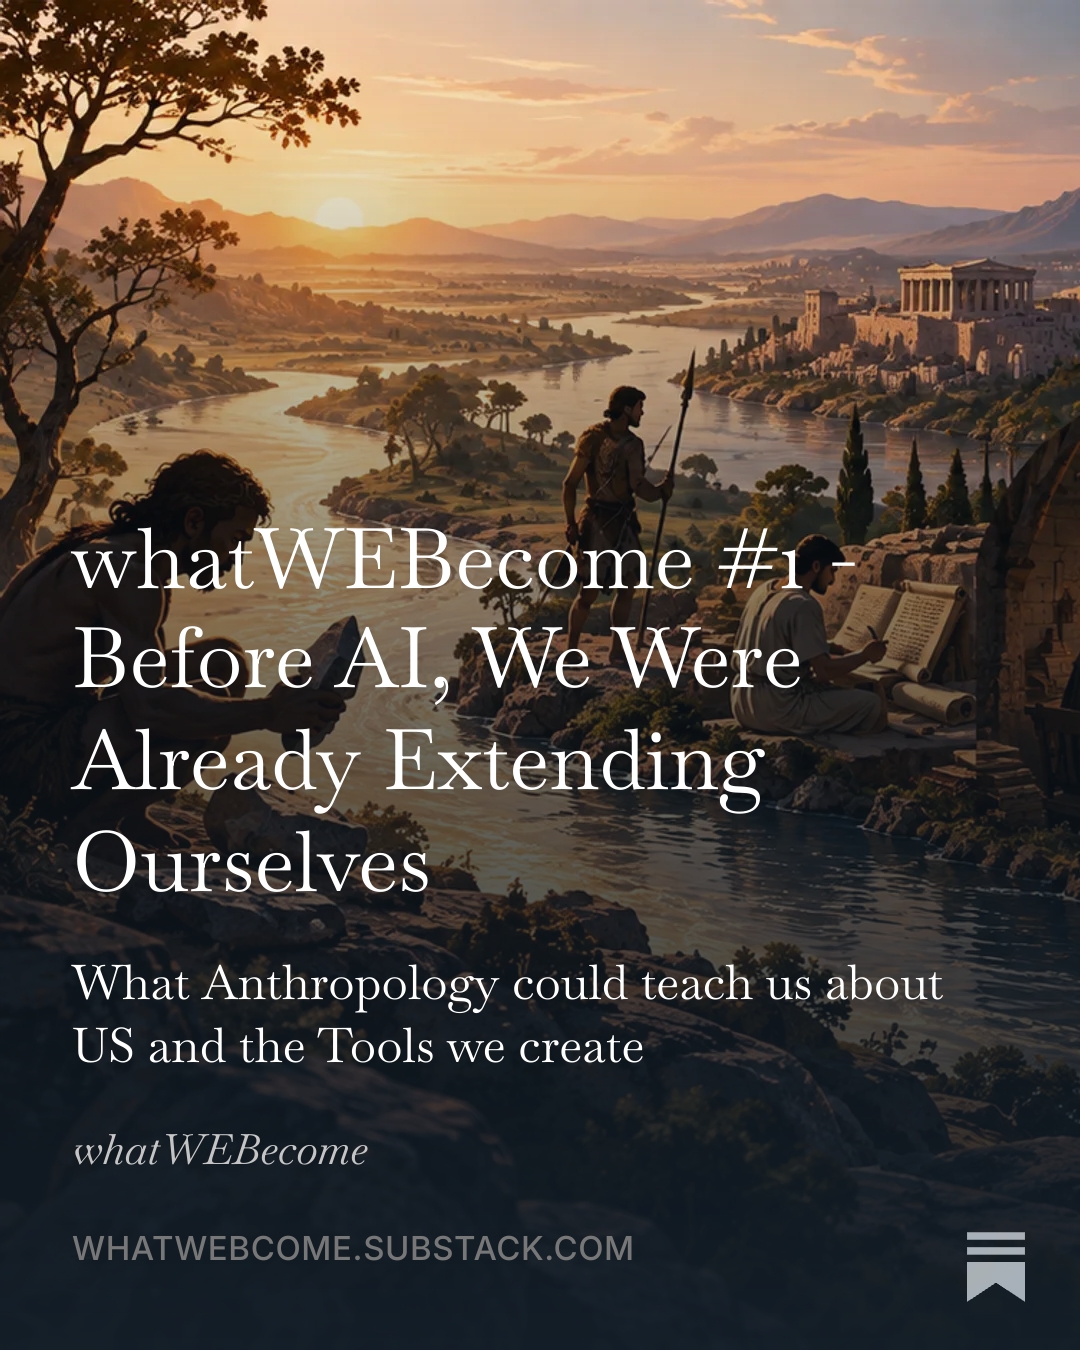 whatWEBecome #1 -
Before AI, We Were
Already Extending
Ourselves
What Anthropology could teach us about
US and the Tools we create
whatWEBecome
WHATWEBCOME.SUBSTACK.COM